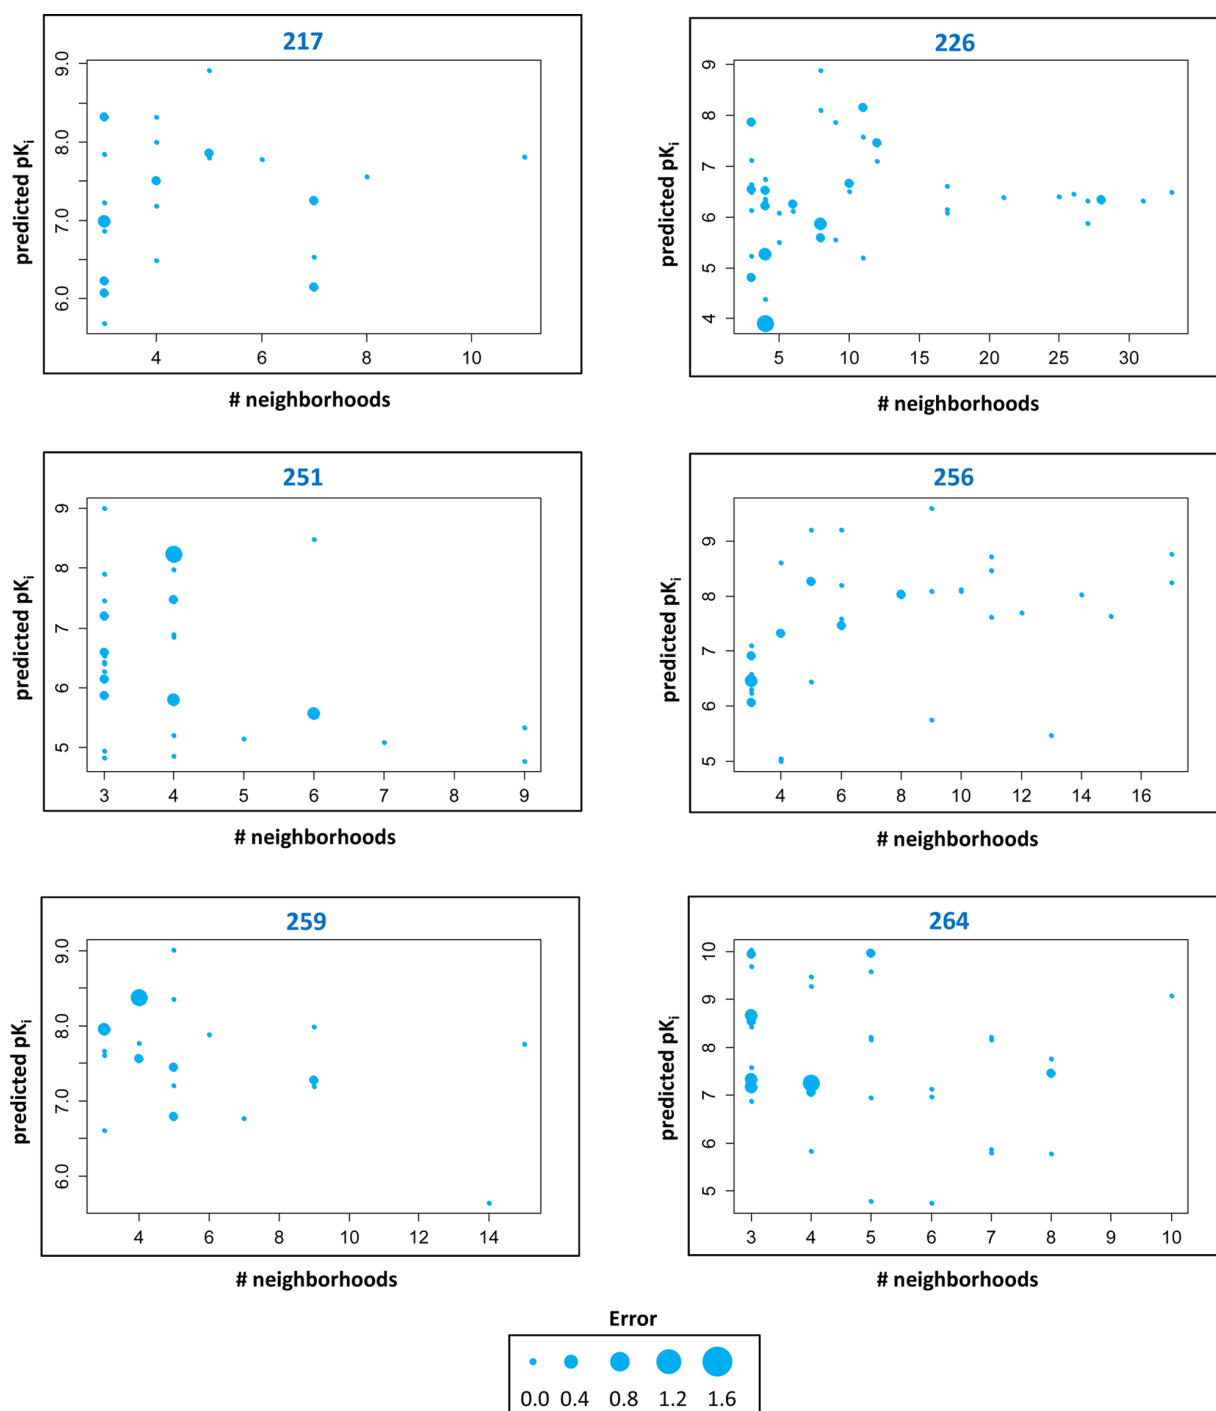 217
predicted pKi
9.0
8.0
7.0
6.0
4 6 8 10
# neighborhoods
226
predicted pKi
9
8
7
6
5
4
5 10 15 20 25 30
# neighborhoods
251
predicted pKi
9
8
7
6
5
3 4 5 6 7 8 9
# neighborhoods
256
predicted pKi
9
8
7
6
5
4 6 8 10 12 14 16
# neighborhoods
259
predicted pKi
9.0
8.0
7.0
6.0
4 6 8 10 12 14
# neighborhoods
264
predicted pKi
10
9
8
7
6
5
3 4 5 6 7 8 9 10
# neighborhoods
Error
0.0 0.4 0.8 1.2 1.6